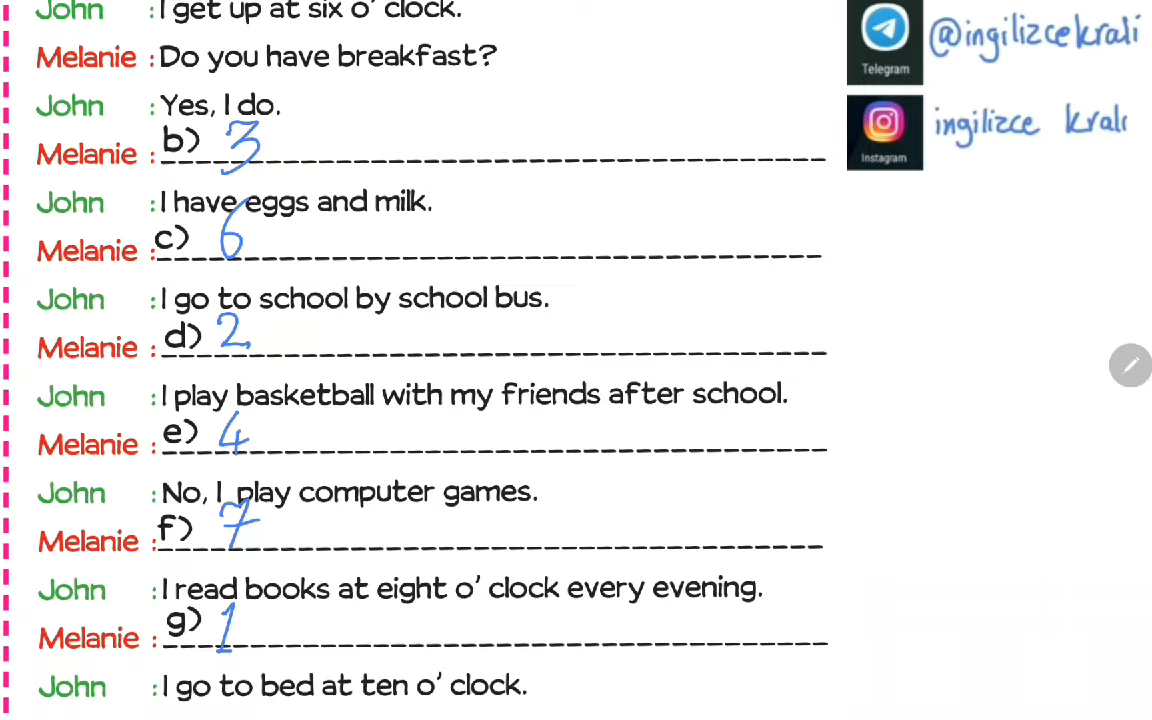 John : I get up at six o' clock.
Melanie : Do you have breakfast?
John : Yes, I do.
Melanie : b) 3
John : I have eggs and milk.
Melanie : c) 6
John : I go to school by school bus.
Melanie : d) 2
John : I play basketball with my friends after school.
Melanie : e) 4
John : No, I play computer games.
Melanie : f) 7
John : I read books at eight o' clock every evening.
Melanie : g) 1
John : I go to bed at ten o' clock.
Telegram @ingilizcekrali
Instagram ingilizce kralı